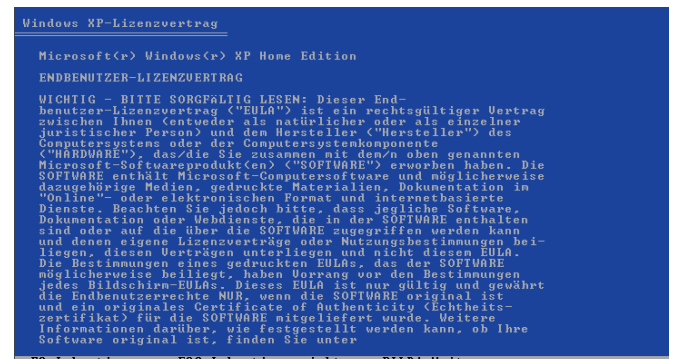 Windows XP-Lizenzvertrag
Microsoft(r) Windows(r) XP Home Edition
ENDBENUTZER-LIZENZVERTRAG
WICHTIG - BITTE SORGFäLTIG LESEN: Dieser End-
benutzer-Lizenzvertrag ("EULA") ist ein rechtsgültiger Vertrag
zwischen Ihnen (entweder als natürlicher oder als einzelner
juristischer Person) und dem Hersteller ("Hersteller") des
Computersystems oder der Computersystemkomponente
("HARDWARE"), das/die Sie zusammen mit dem/n oben genannten
Microsoft-Softwareprodukt(en) ("SOFTWARE") erworben haben. Die
SOFTWARE enthält Microsoft-Computersoftware und möglicherweise
dazugehörige Medien, gedruckte Materialien, Dokumentation im
"Online"- oder elektronischen Format und internetbasierte
Dienste. Beachten Sie jedoch bitte, dass jegliche Software,
Dokumentation oder Webdienste, die in der SOFTWARE enthalten
sind oder auf die über die SOFTWARE zugegriffen werden kann
und denen eigene Lizenzverträge oder Nutzungsbestimmungen bei-
liegen, diesen Verträgen unterliegen und nicht diesem EULA.
Die Bestimmungen eines gedruckten EULAs, das der SOFTWARE
möglicherweise beiliegt, haben Vorrang vor den Bestimmungen
jedes Bildschirm-EULAs. Dieses EULA ist nur gültig und gewährt
die Endbenutzerrechte NUR, wenn die SOFTWARE original ist
und ein originales Certificate of Authenticity (Echtheits-
zertifikat) für die SOFTWARE mitgeliefert wurde. Weitere
Informationen darüber, wie festgestellt werden kann, ob Ihre
Software original ist, finden Sie unter